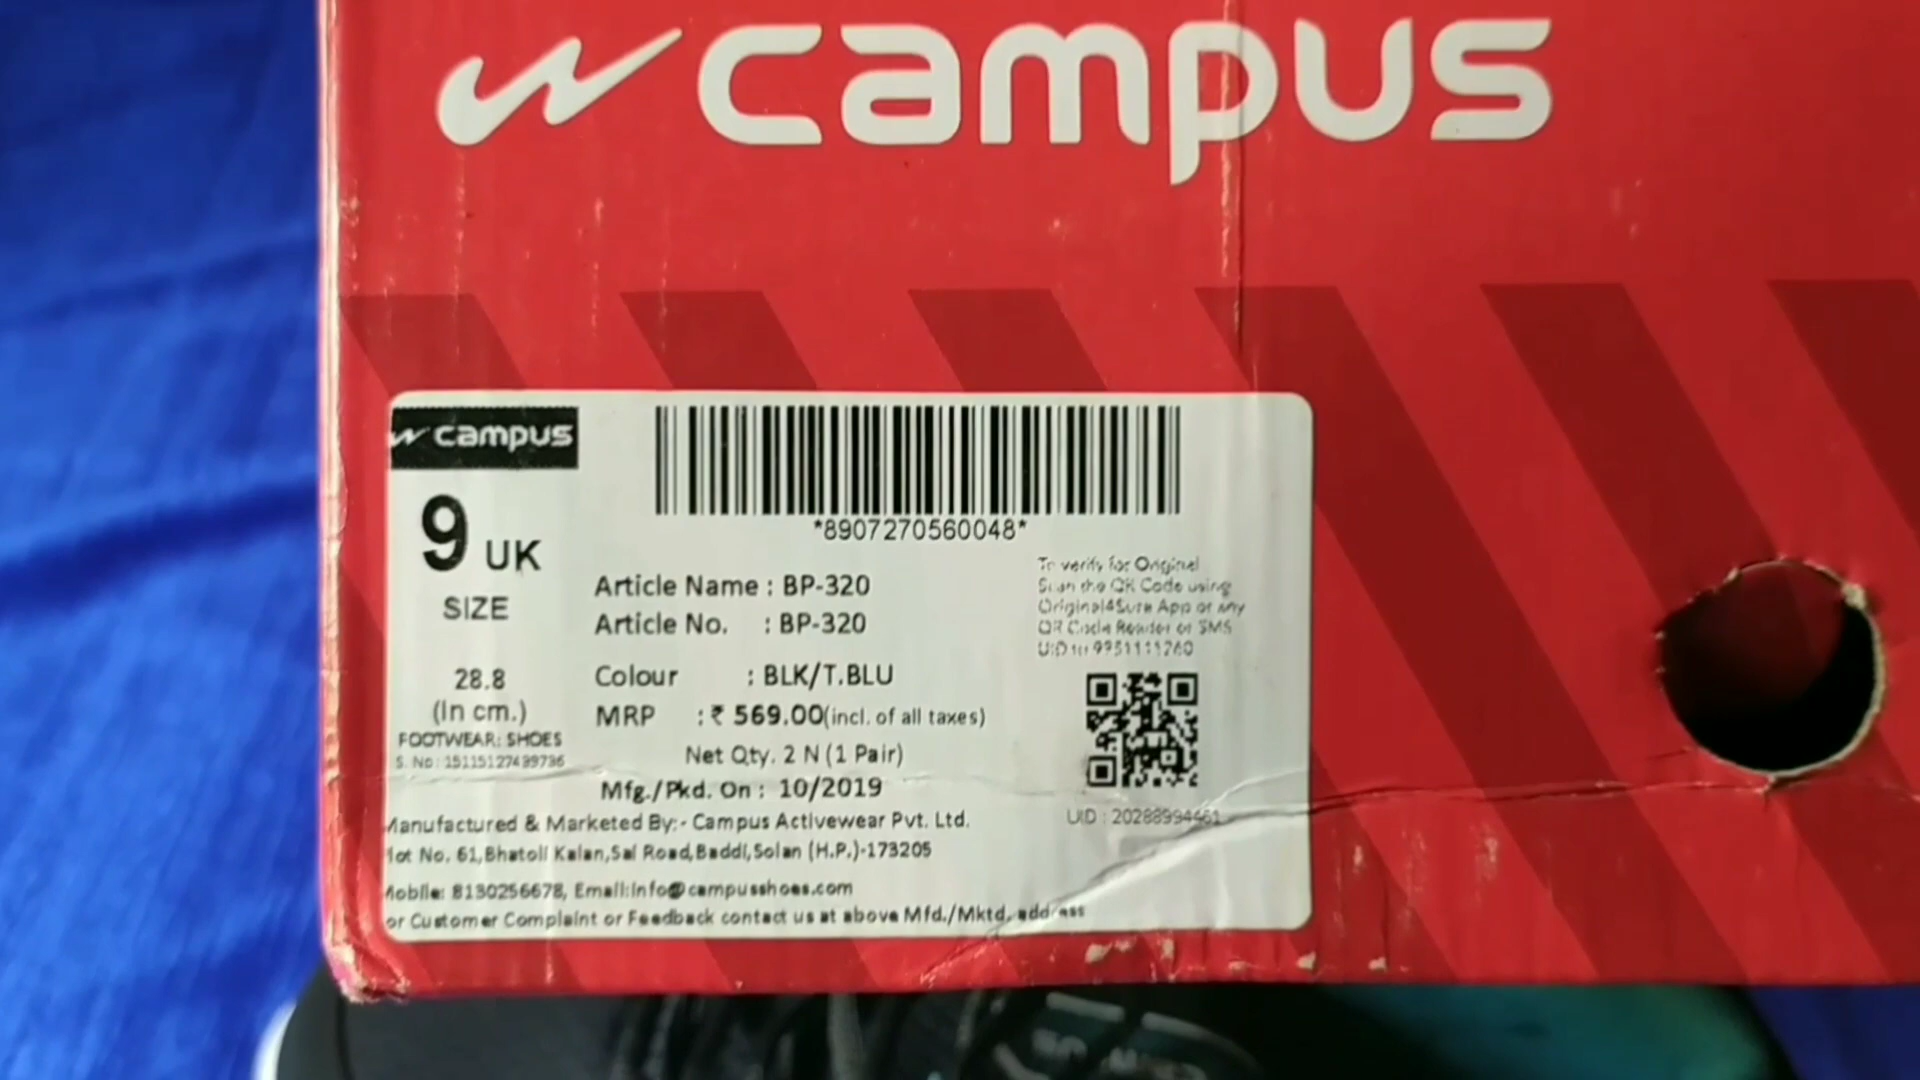 campus
campus
9 UK
SIZE
28.8
(In cm.)
FOOTWEAR: SHOES
S. No: 15115127499736
*8907270560048*
Article Name : BP-320
Article No. : BP-320
Colour : BLK/T.BLU
MRP : ₹ 569.00(incl. of all taxes)
Net Qty. 2 N (1 Pair)
Mfg./Pkd. On : 10/2019
To verify for Original
Scan the QR Code using
Original4Sure App or any
QR Code Reader or SMS
UID to
UID : 20288994461
Manufactured & Marketed By:- Campus Activewear Pvt. Ltd.
lot No. 61,Bhatoli Kalan,Sai Road,Baddi,Solan (H.P.)-173205
Mobile: 8130256678, Email:info@campusshoes.com
or Customer Complaint or Feedback contact us at above Mfd./Mktd. address